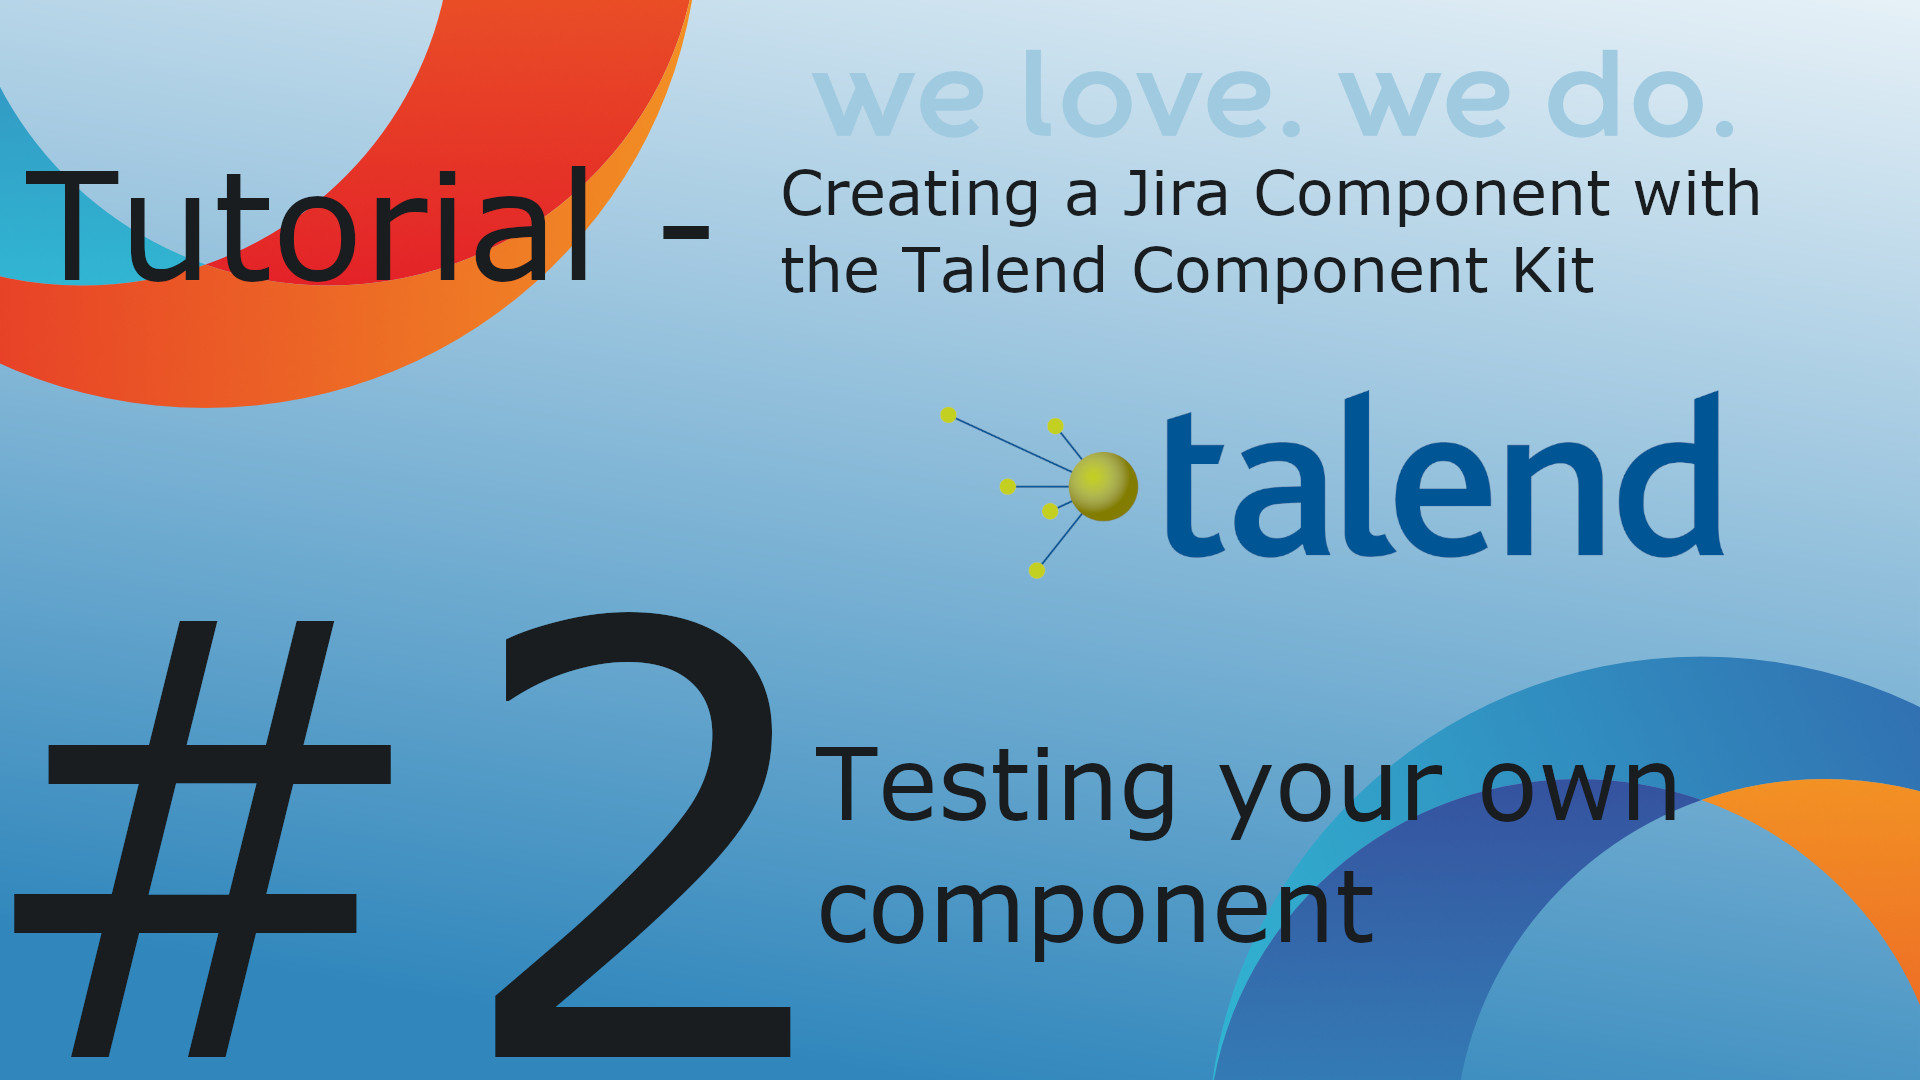 we love. we do.
Tutorial -
Creating a Jira Component with
the Talend Component Kit
talend
#2
Testing your own
component